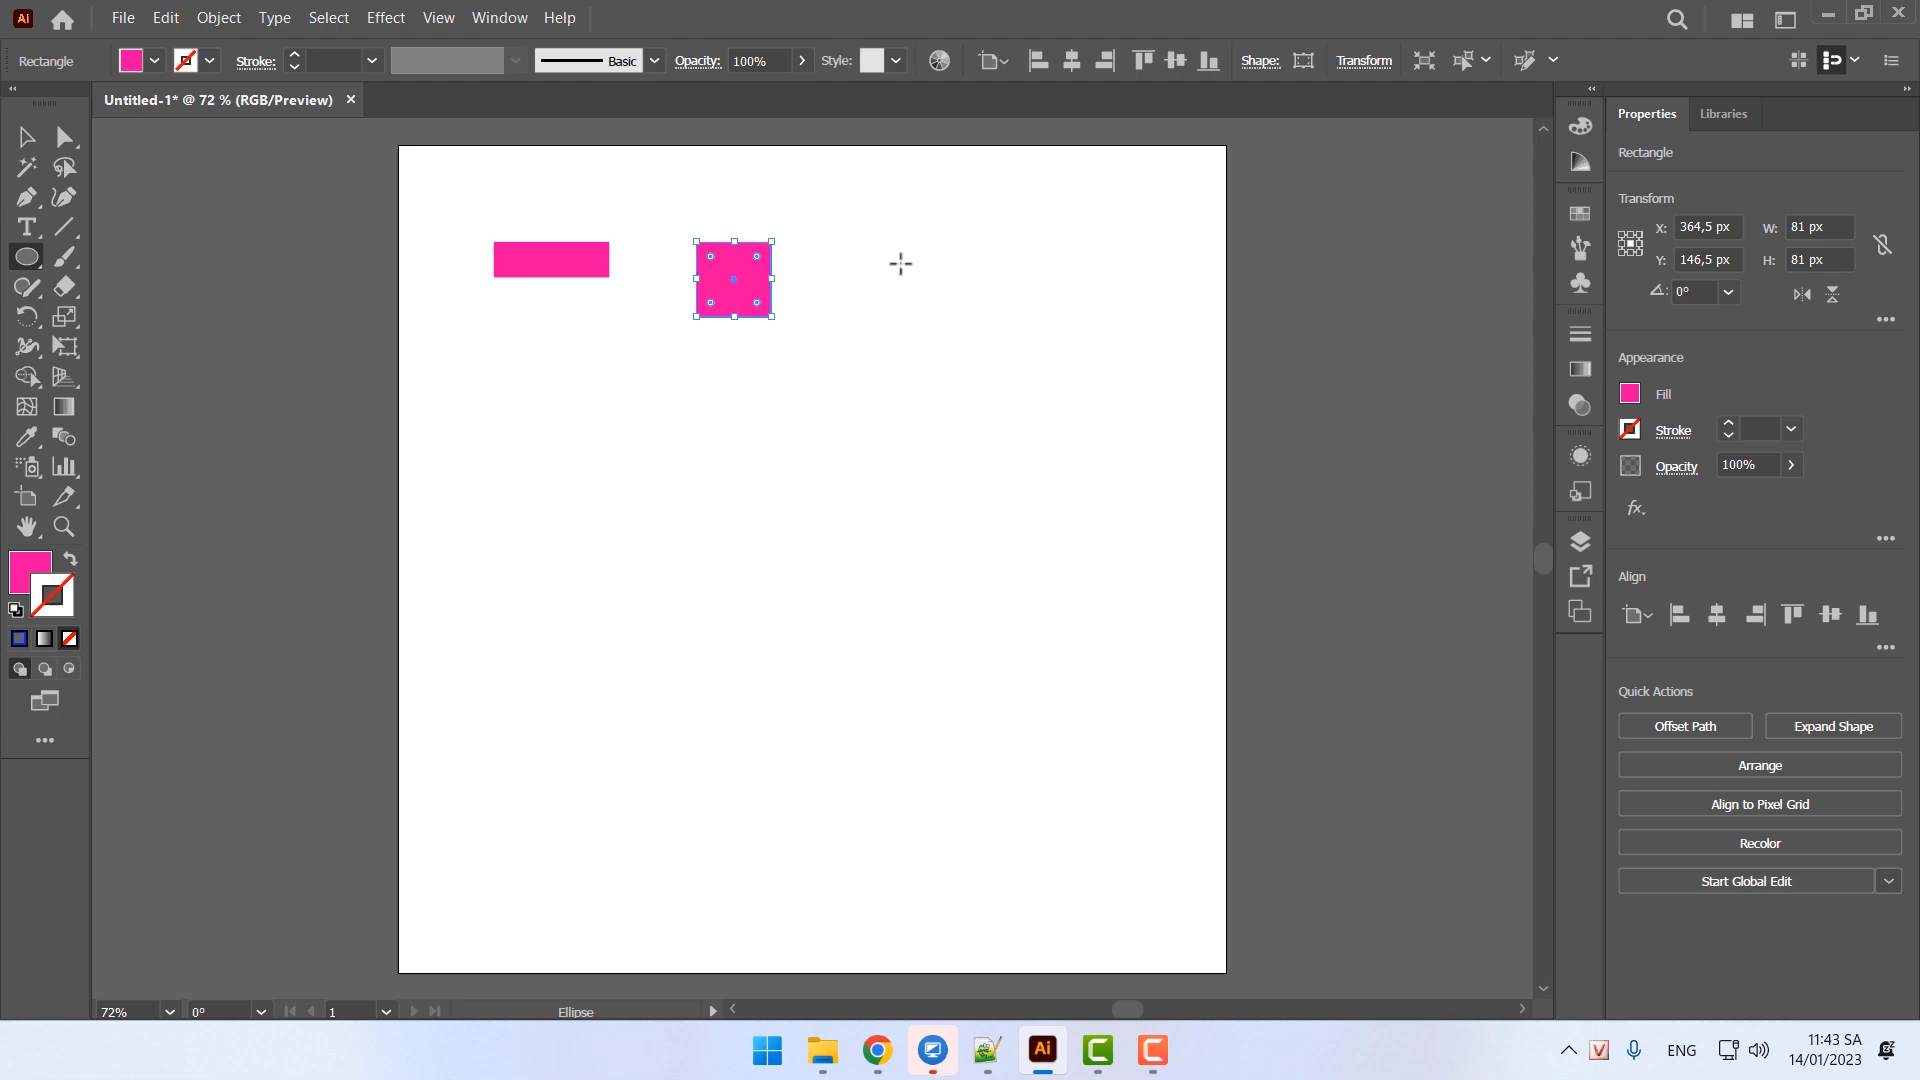 Ai File Edit Object Type Select Effect View Window Help
Rectangle Stroke: Basic Opacity: 100% Style: Shape: Transform
Untitled-1* @ 72 % (RGB/Preview) ×
Properties Libraries
Rectangle
Transform
X: 364,5 px W: 81 px
Y: 146,5 px H: 81 px
0°
Appearance
Fill
Stroke
Opacity 100%
fx.
Align
Quick Actions
Offset Path Expand Shape
Arrange
Align to Pixel Grid
Recolor
Start Global Edit
72% 0° 1 Ellipse
Ai
V ENG 11:43 SA
14/01/2023